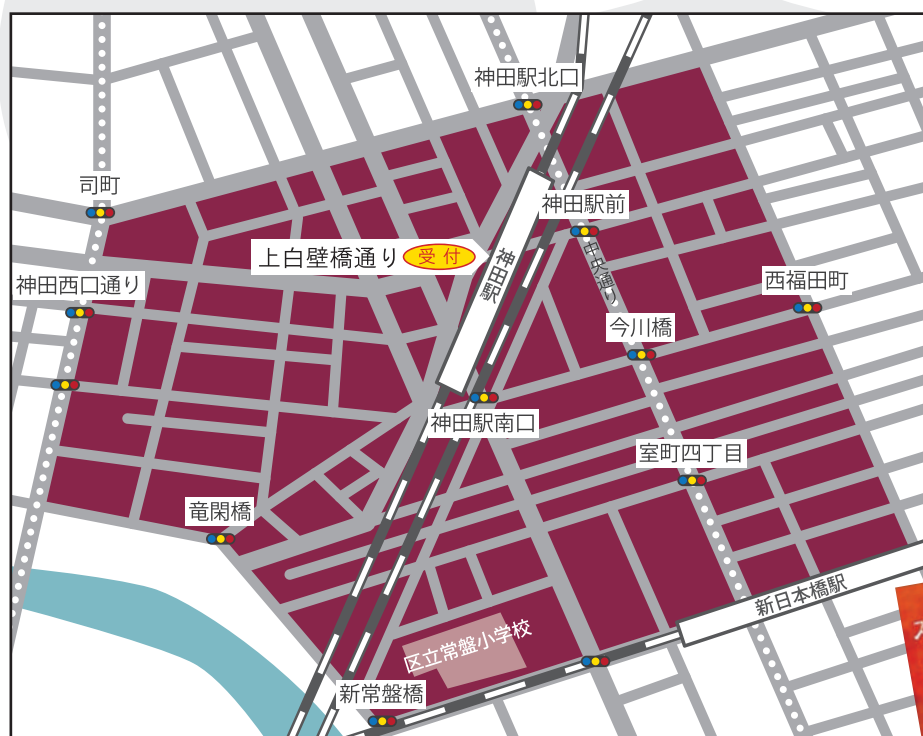 神田駅北口
司町
神田駅前
上白壁橋通り 受付
神田駅
中央通り
神田西口通り
西福田町
今川橋
神田駅南口
室町四丁目
竜閑橋
新日本橋駅
区立常盤小学校
新常盤橋